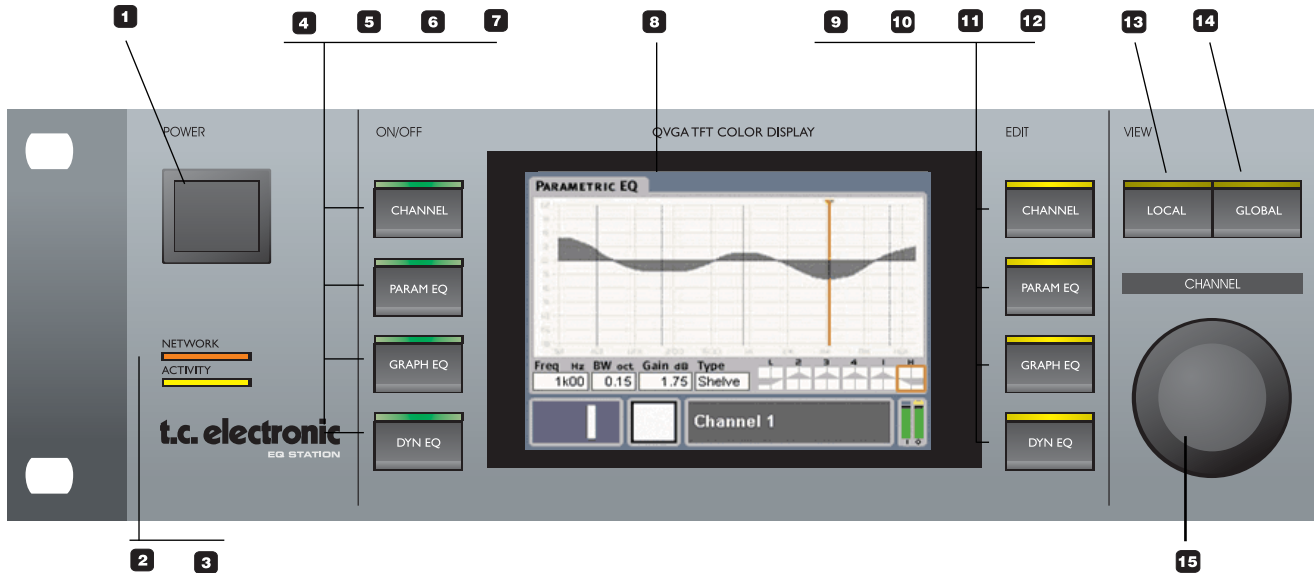 1
4 5 6 7
8
9 10 11 12
13 14
POWER
ON/OFF
QVGA TFT COLOR DISPLAY
EDIT
VIEW
CHANNEL
PARAM EQ
GRAPH EQ
DYN EQ
PARAMETRIC EQ
Freq Hz BW oct Gain dB Type
1k00 0.15 1.75 Shelve
L 2 3 4 H
Channel 1
I O
CHANNEL
PARAM EQ
GRAPH EQ
DYN EQ
LOCAL
GLOBAL
CHANNEL
NETWORK
ACTIVITY
t.c. electronic
EQ STATION
2 3
15